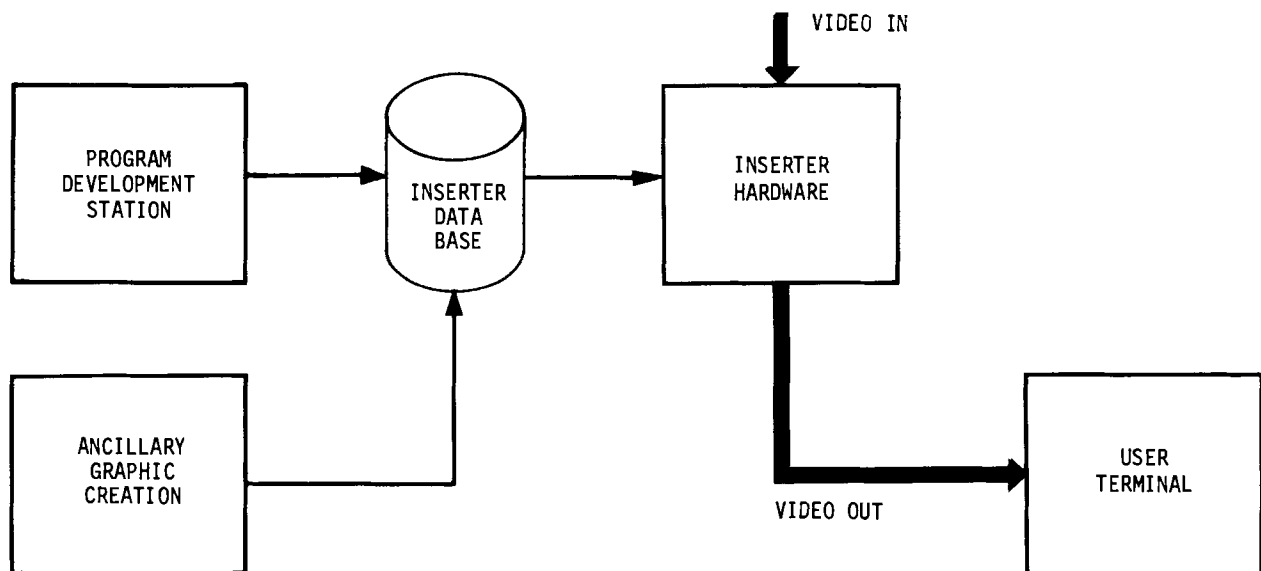 VIDEO IN
PROGRAM
DEVELOPMENT
STATION
INSERTER
DATA
BASE
INSERTER
HARDWARE
ANCILLARY
GRAPHIC
CREATION
VIDEO OUT
USER
TERMINAL